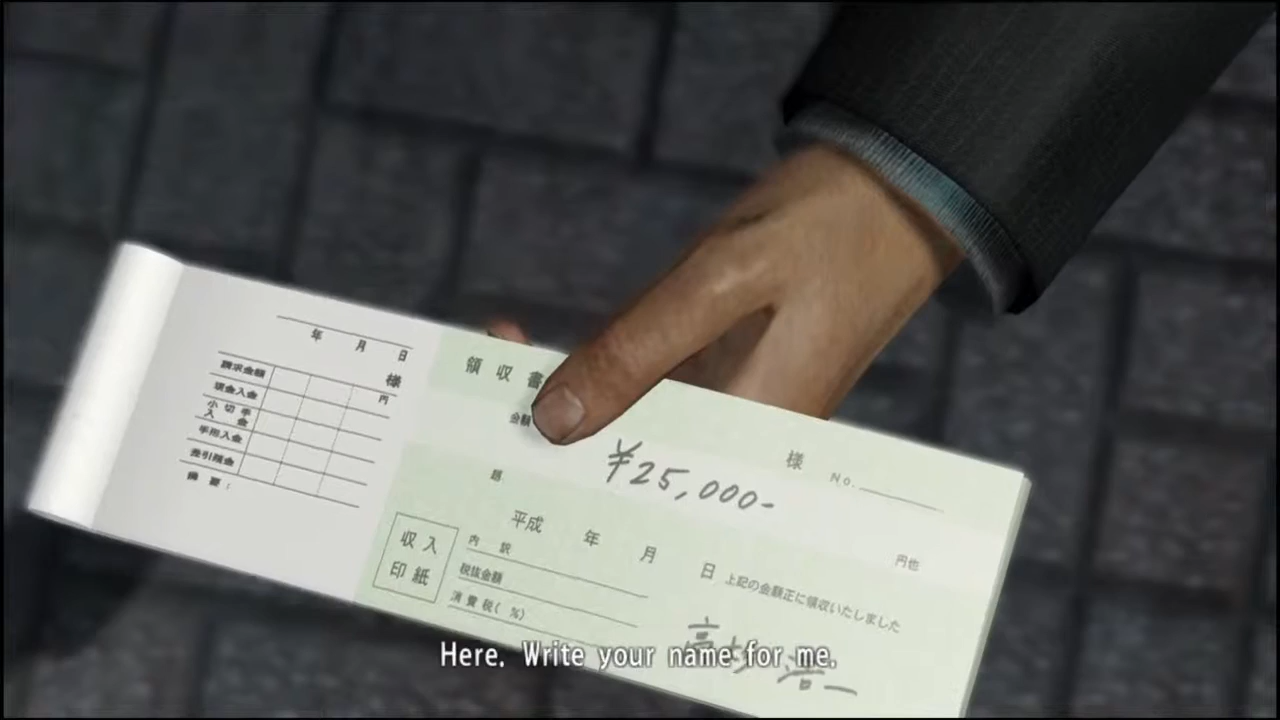 年 月 日
様
円
請求金額
現金入金
小切手入金
手形入金
差引残金
備 要:
領 収 書
様 No.
金額
¥25,000-
円也
平成 年 月 日 上記の金額正に領収いたしました
収入
印紙
内 訳
税抜金額
消費税( %)
Here. Write your name for me.